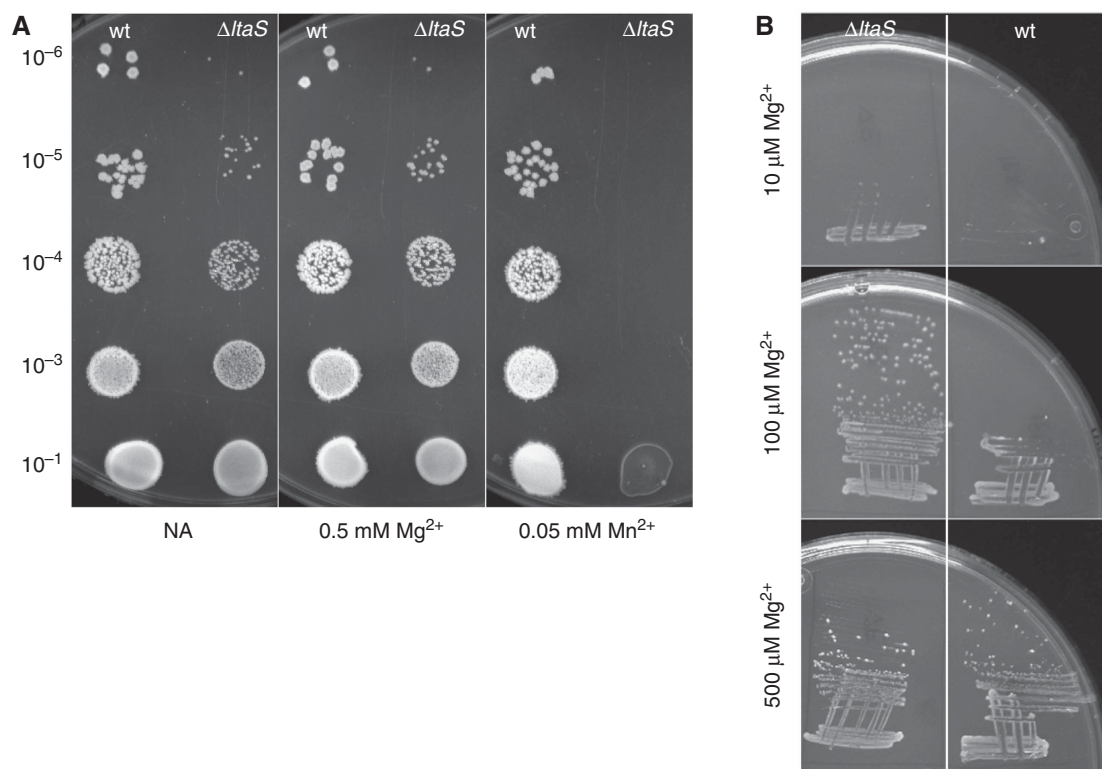 A
wt ΔltaS wt ΔltaS wt ΔltaS
10⁻⁶
10⁻⁵
10⁻⁴
10⁻³
10⁻¹
NA 0.5 mM Mg²⁺ 0.05 mM Mn²⁺
B
ΔltaS wt
10 µM Mg²⁺
100 µM Mg²⁺
500 µM Mg²⁺